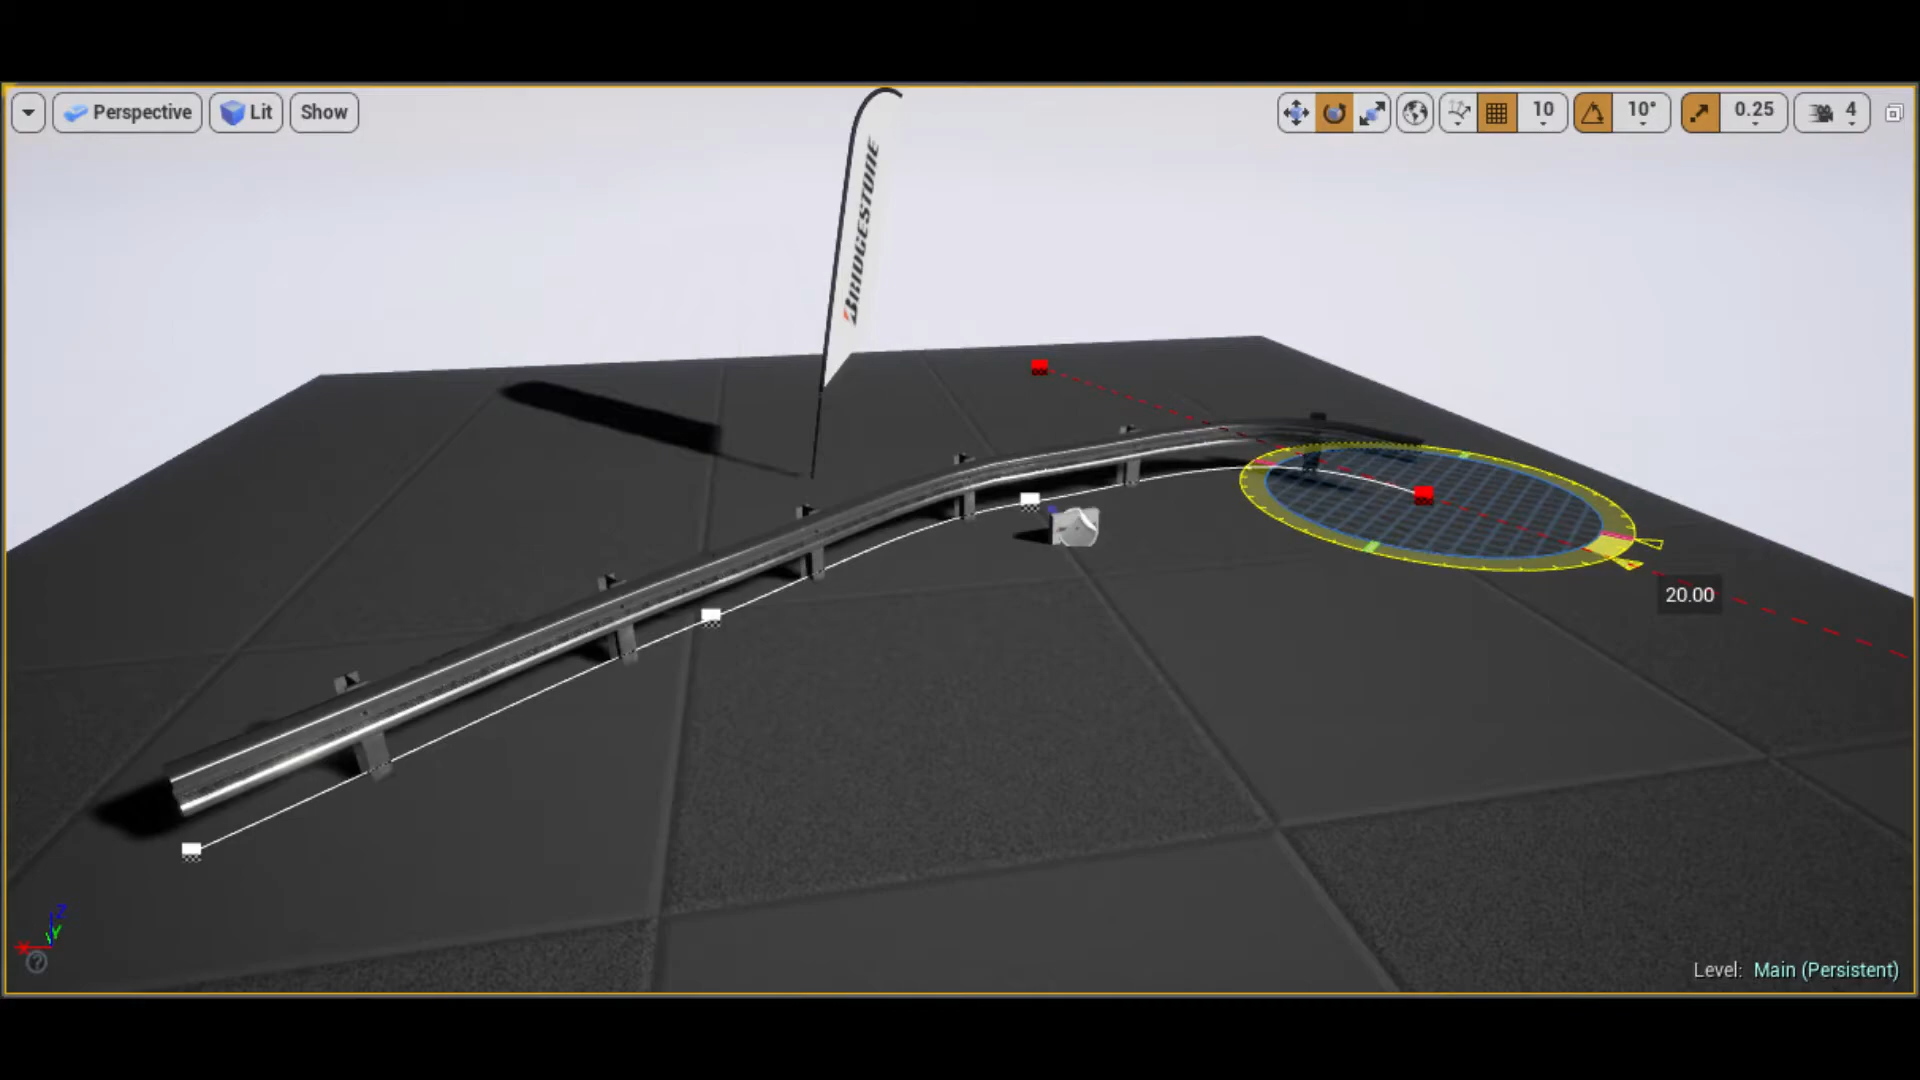 Perspective
Lit
Show
10
10°
0.25
4
BRIDGESTONE
20.00
Z
Y
X
?
Level: Main (Persistent)